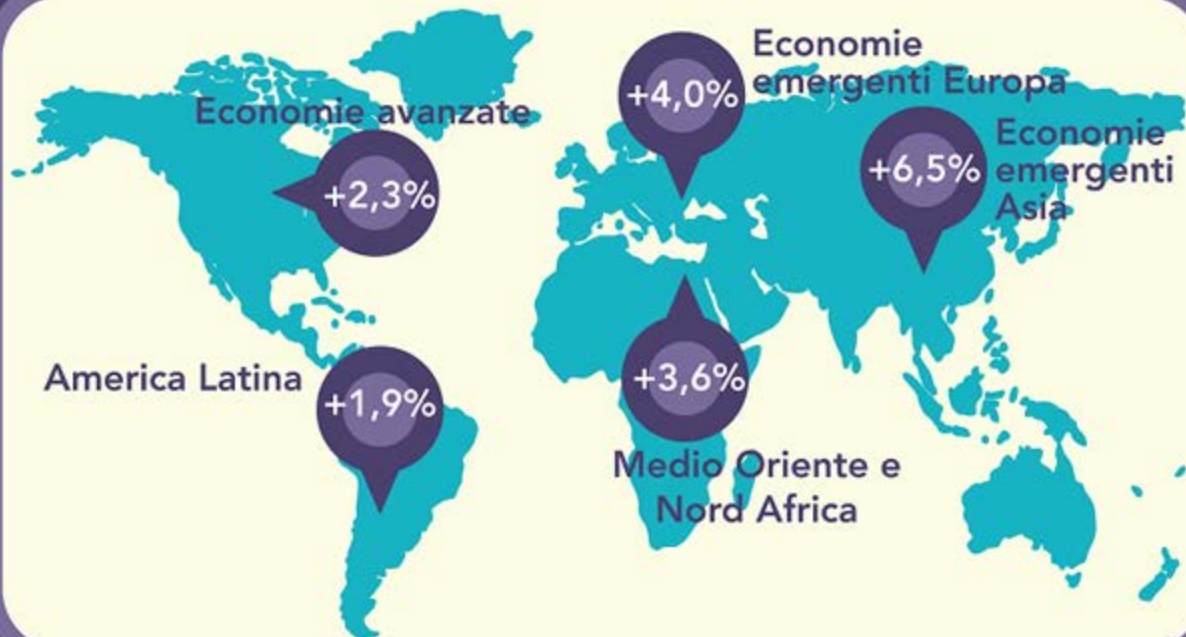 Economie avanzate
+2,3%
Economie
emergenti Europa
+4,0%
Economie
emergenti
Asia
+6,5%
America Latina
+1,9%
+3,6%
Medio Oriente e
Nord Africa